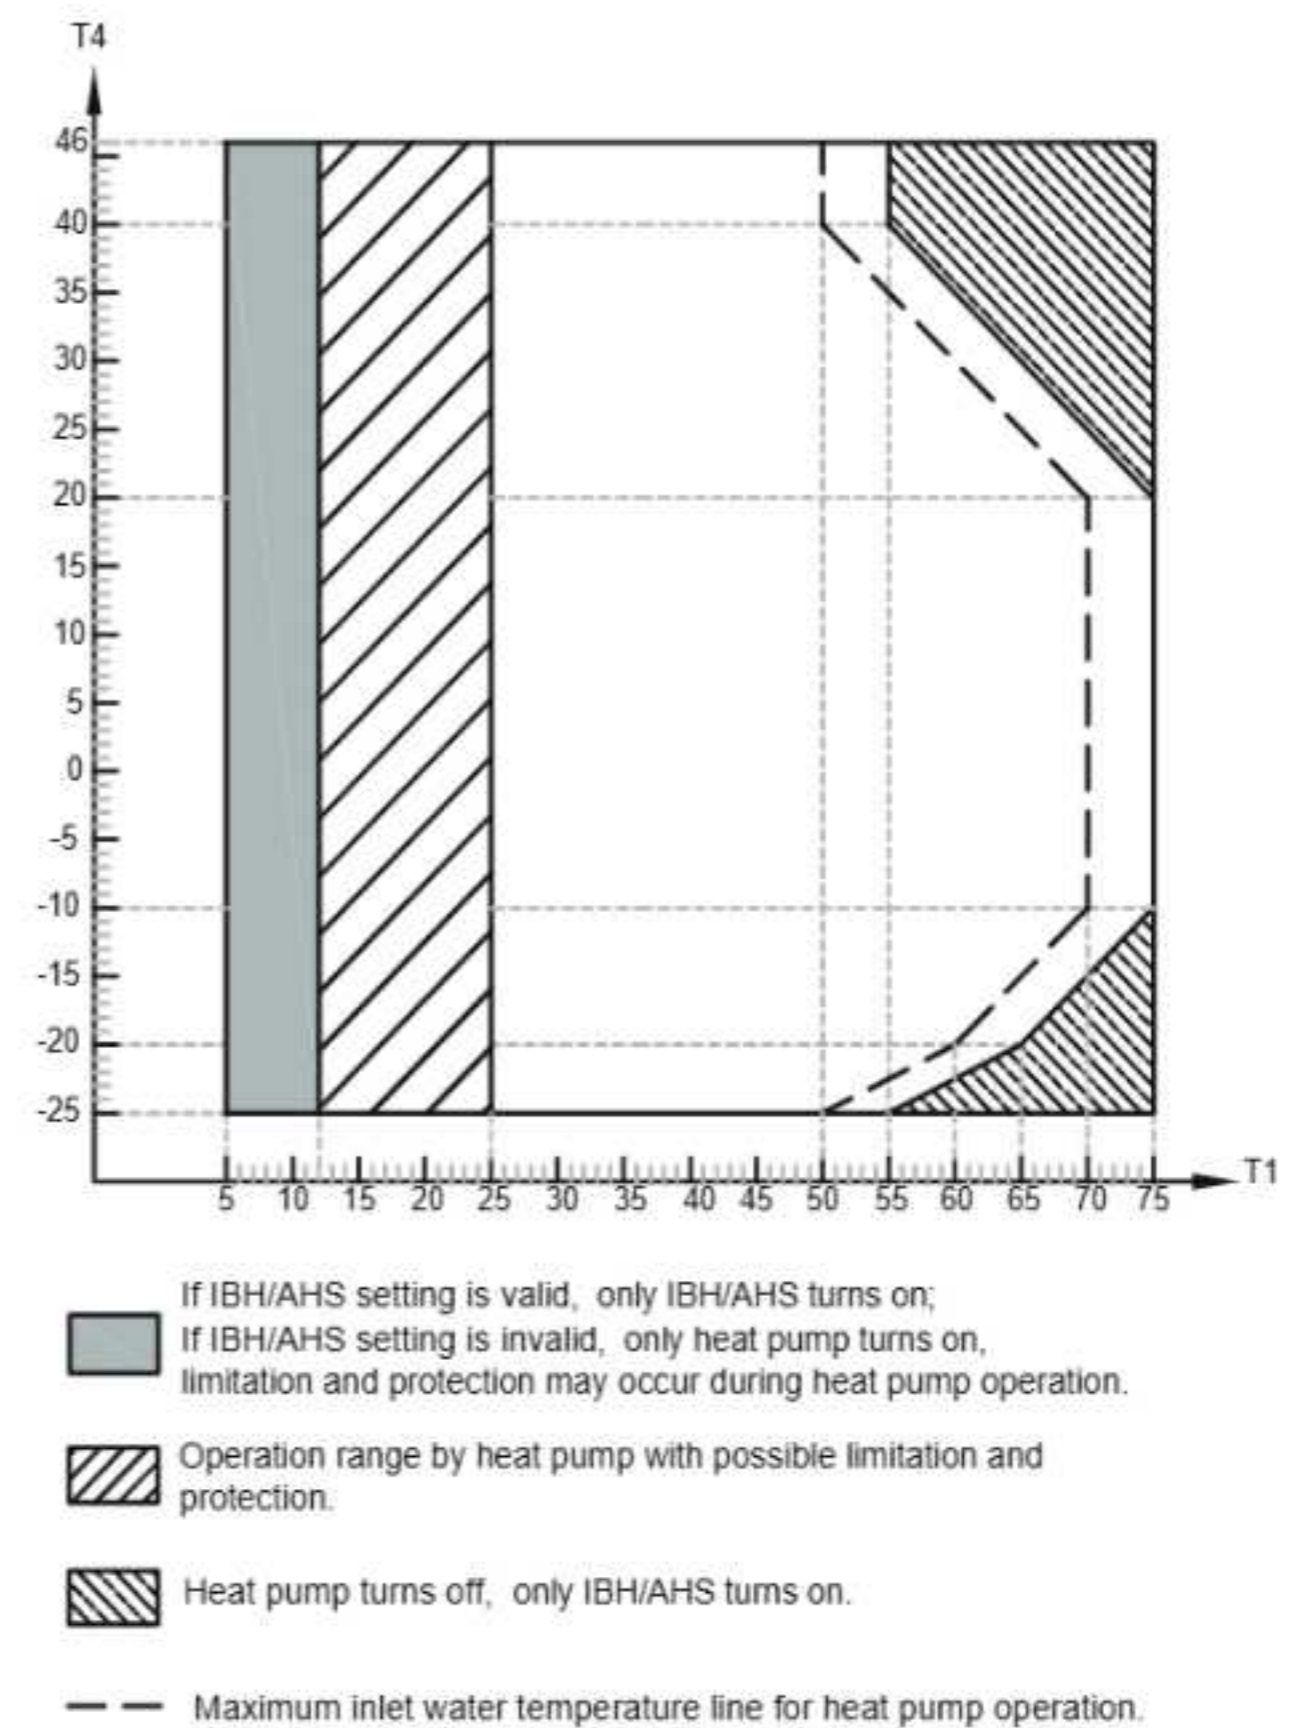 T4
46
40
35
30
25
20
15
10
5
0
-5
-10
-15
-20
-25
T1
5 10 15 20 25 30 35 40 45 50 55 60 65 70 75
If IBH/AHS setting is valid, only IBH/AHS turns on;
If IBH/AHS setting is invalid, only heat pump turns on,
limitation and protection may occur during heat pump operation.
Operation range by heat pump with possible limitation and
protection.
Heat pump turns off, only IBH/AHS turns on.
Maximum inlet water temperature line for heat pump operation.